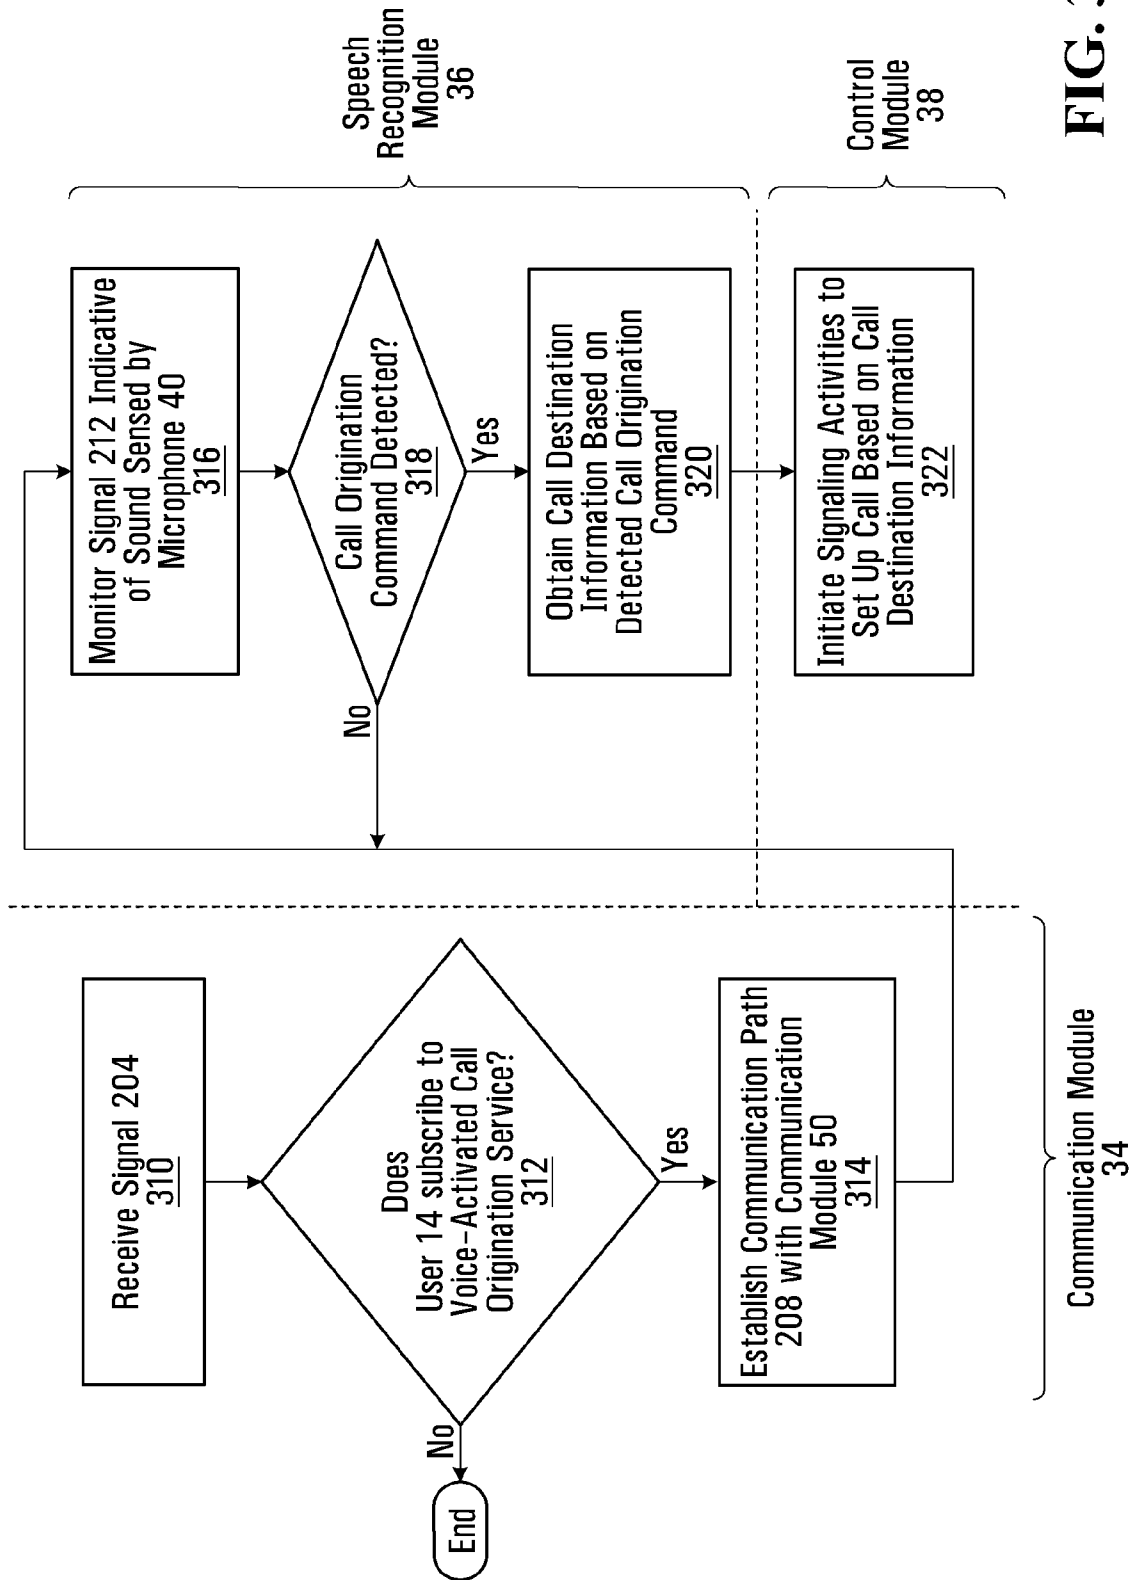 Receive Signal 204
310
Does
User 14 subscribe to
Voice-Activated Call
Origination Service?
312
No
End
Yes
Establish Communication Path
208 with Communication
Module 50
314
Communication Module
34
Monitor Signal 212 Indicative
of Sound Sensed by
Microphone 40
316
Call Origination
Command Detected?
318
No
Yes
Obtain Call Destination
Information Based on
Detected Call Origination
Command
320
Speech
Recognition
Module
36
Initiate Signaling Activities to
Set Up Call Based on Call
Destination Information
322
Control
Module
38
FIG.